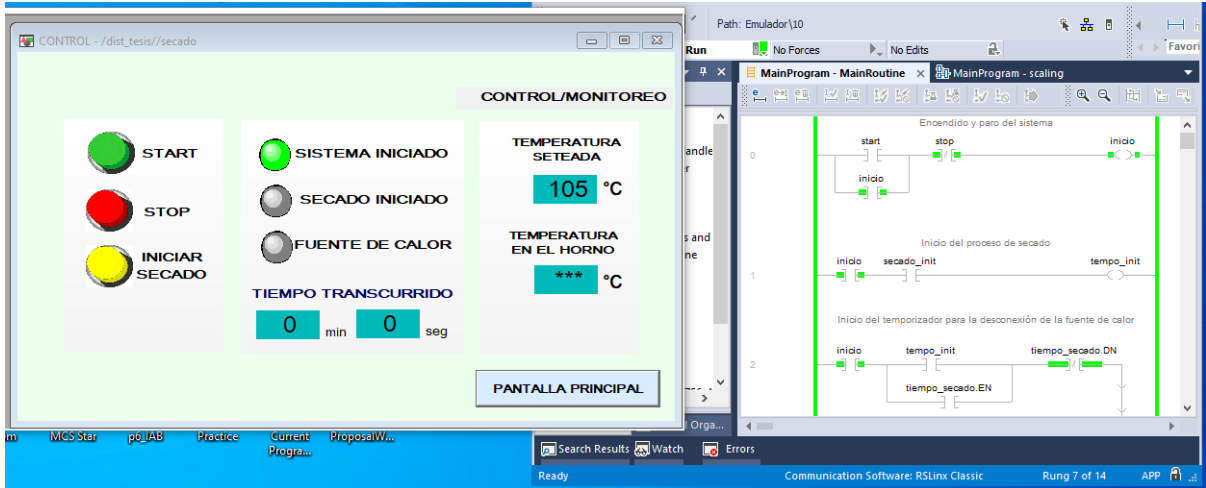 CONTROL - /dist_tesis//secado
CONTROL/MONITOREO
START
STOP
INICIAR
SECADO
SISTEMA INICIADO
SECADO INICIADO
FUENTE DE CALOR
TIEMPO TRANSCURRIDO
0 min 0 seg
TEMPERATURA
SETEADA
105 °C
TEMPERATURA
EN EL HORNO
*** °C
PANTALLA PRINCIPAL
MCS Star
p6_IAB
Practice
Current
Progra...
ProposalW...
Path: Emulador\10
Run
No Forces
No Edits
Favori
MainProgram - MainRoutine
MainProgram - scaling
Encendido y paro del sistema
0
start
stop
inicio
inicio
Inicio del proceso de secado
1
inicio
secado_init
tempo_init
Inicio del temporizador para la desconexión de la fuente de calor
2
inicio
tempo_init
tiempo_secado.DN
tiempo_secado.EN
s and
Orga...
Search Results
Watch
Errors
Ready
Communication Software: RSLinx Classic
Rung 7 of 14
APP